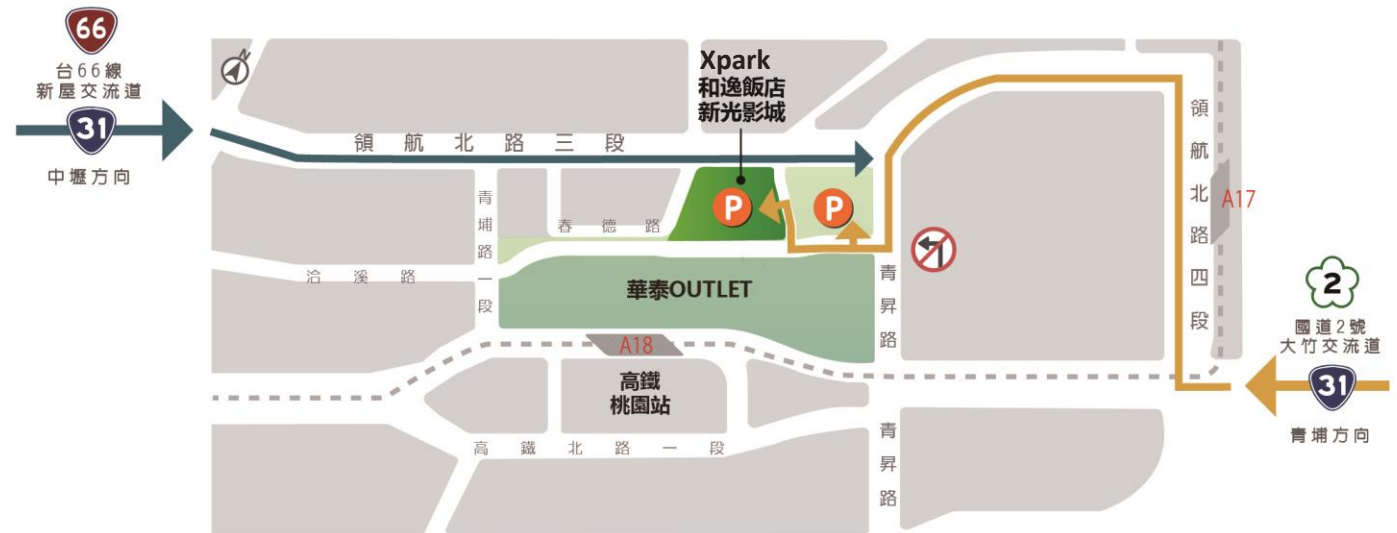 66
台66線
新屋交流道
31
中壢方向
N
Xpark
和逸飯店
新光影城
領航北路三段
P
P
青埔路一段
春德路
洽溪路
華泰OUTLET
A18
高鐵
桃園站
高鐵北路一段
青昇路
青昇路
領航北路四段
A17
2
國道2號
大竹交流道
31
青埔方向